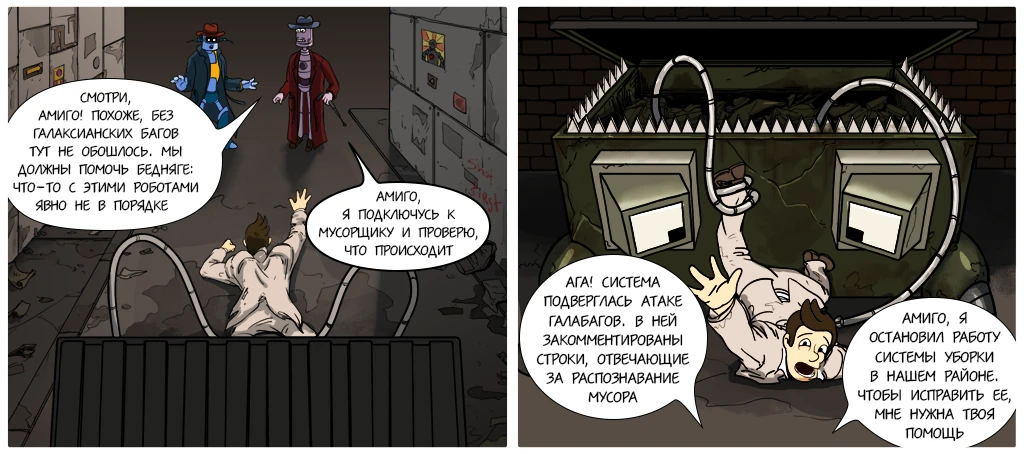 СМОТРИ,
АМИГО! ПОХОЖЕ, БЕЗ
ГАЛАКСИАНСКИХ БАГОВ
ТУТ НЕ ОБОШЛОСЬ. МЫ
ДОЛЖНЫ ПОМОЧЬ БЕДНЯГЕ:
ЧТО-ТО С ЭТИМИ РОБОТАМИ
ЯВНО НЕ В ПОРЯДКЕ
АМИГО,
Я ПОДКЛЮЧУСЬ К
МУСОРЩИКУ И ПРОВЕРЮ,
ЧТО ПРОИСХОДИТ
АГА! СИСТЕМА
ПОДВЕРГЛАСЬ АТАКЕ
ГАЛАБАГОВ. В НЕЙ
ЗАКОММЕНТИРОВАНЫ
СТРОКИ, ОТВЕЧАЮЩИЕ
ЗА РАСПОЗНАВАНИЕ
МУСОРА
АМИГО, Я
ОСТАНОВИЛ РАБОТУ
СИСТЕМЫ УБОРКИ
В НАШЕМ РАЙОНЕ.
ЧТОБЫ ИСПРАВИТЬ ЕЕ,
МНЕ НУЖНА ТВОЯ
ПОМОЩЬ